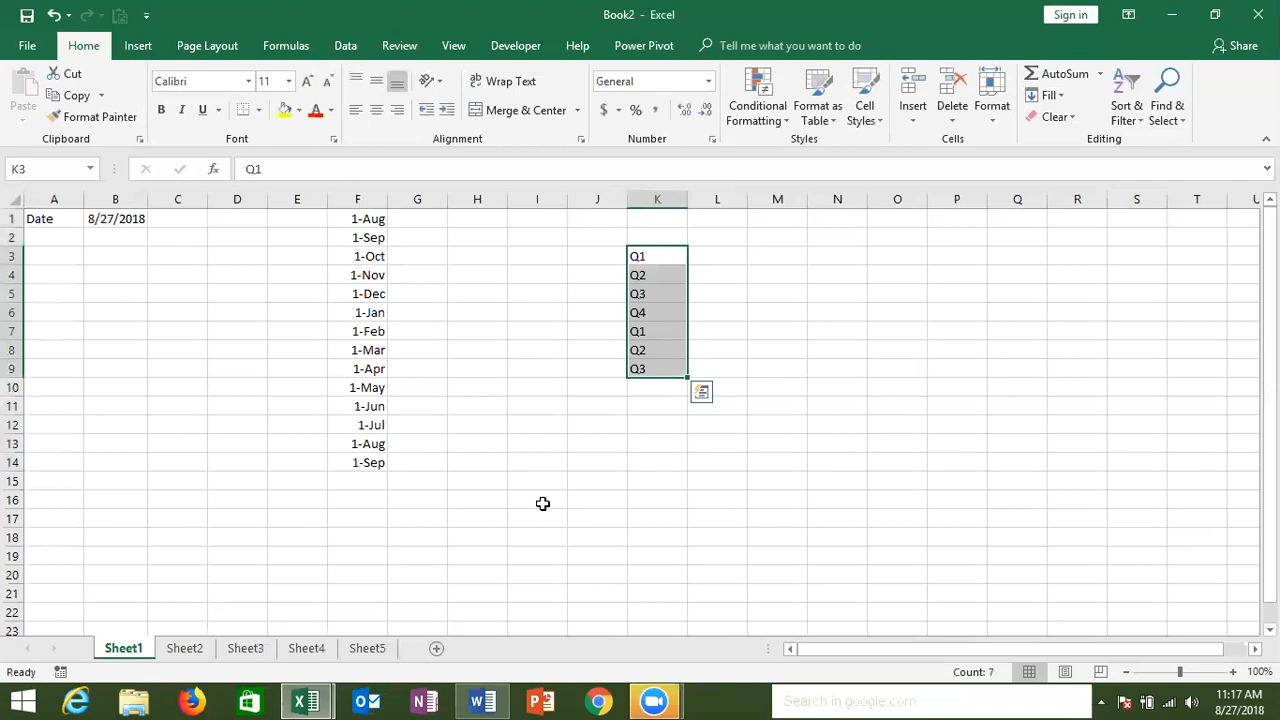 Book2 - Excel
Sign in
File Home Insert Page Layout Formulas Data Review View Developer Help Power Pivot Tell me what you want to do Share
Paste
Cut
Copy
Format Painter
Clipboard
Calibri 11
B I U
A A
Font
Wrap Text
Merge & Center
Alignment
General
$ % ,
Number
Conditional Formatting
Format as Table
Cell Styles
Styles
Insert Delete Format
Cells
AutoSum
Fill
Clear
Sort & Filter
Find & Select
Editing
K3 fx Q1
A B C D E F G H I J K L M N O P Q R S T U
1 Date 8/27/2018 1-Aug
2 1-Sep
3 1-Oct Q1
4 1-Nov Q2
5 1-Dec Q3
6 1-Jan Q4
7 1-Feb Q1
8 1-Mar Q2
9 1-Apr Q3
10 1-May
11 1-Jun
12 1-Jul
13 1-Aug
14 1-Sep
15
16
17
18
19
20
21
22
23
Sheet1 Sheet2 Sheet3 Sheet4 Sheet5
Ready Count: 7 100%
Search in google.com
11:17 AM
8/27/2018